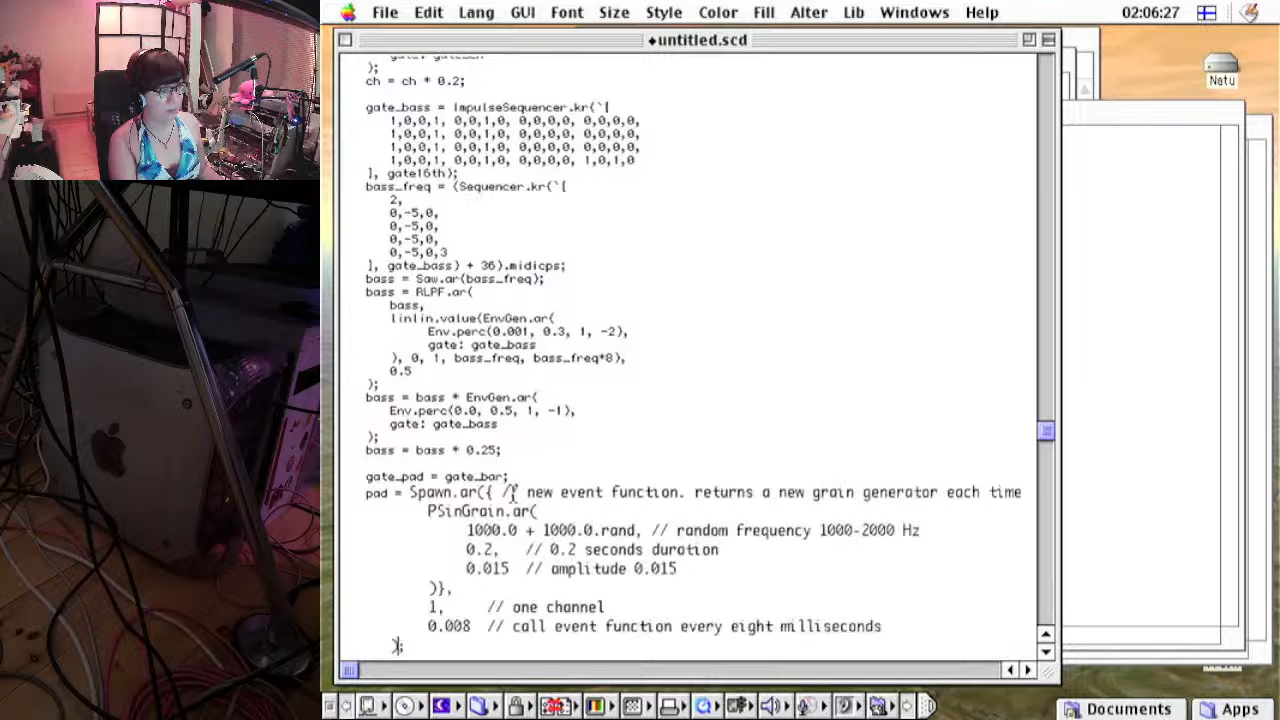 File Edit Lang GUI Font Size Style Color Fill Alter Lib Windows Help 02:06:27
♦untitled.scd
Natu
);
ch = ch * 0.2;
gate_bass = ImpulseSequencer.kr(`[
1,0,0,1, 0,0,1,0, 0,0,0,0, 0,0,0,0,
1,0,0,1, 0,0,1,0, 0,0,0,0, 0,0,0,0,
1,0,0,1, 0,0,1,0, 0,0,0,0, 0,0,0,0,
1,0,0,1, 0,0,1,0, 0,0,0,0, 1,0,1,0
], gate16th);
bass_freq = (Sequencer.kr(`[
2,
0,-5,0,
0,-5,0,
0,-5,0,
0,-5,0,3
], gate_bass) + 36).midicps;
bass = Saw.ar(bass_freq);
bass = RLPF.ar(
bass,
linlin.value(EnvGen.ar(
Env.perc(0.001, 0.3, 1, -2),
gate: gate_bass
), 0, 1, bass_freq, bass_freq*8),
0.5
);
bass = bass * EnvGen.ar(
Env.perc(0.0, 0.5, 1, -1),
gate: gate_bass
);
bass = bass * 0.25;
gate_pad = gate_bar;
pad = Spawn.ar({ // new event function. returns a new grain generator each time
PSinGrain.ar(
1000.0 + 1000.0.rand, // random frequency 1000-2000 Hz
0.2, // 0.2 seconds duration
0.015 // amplitude 0.015
)},
1, // one channel
0.008 // call event function every eight milliseconds
);
Documents Apps